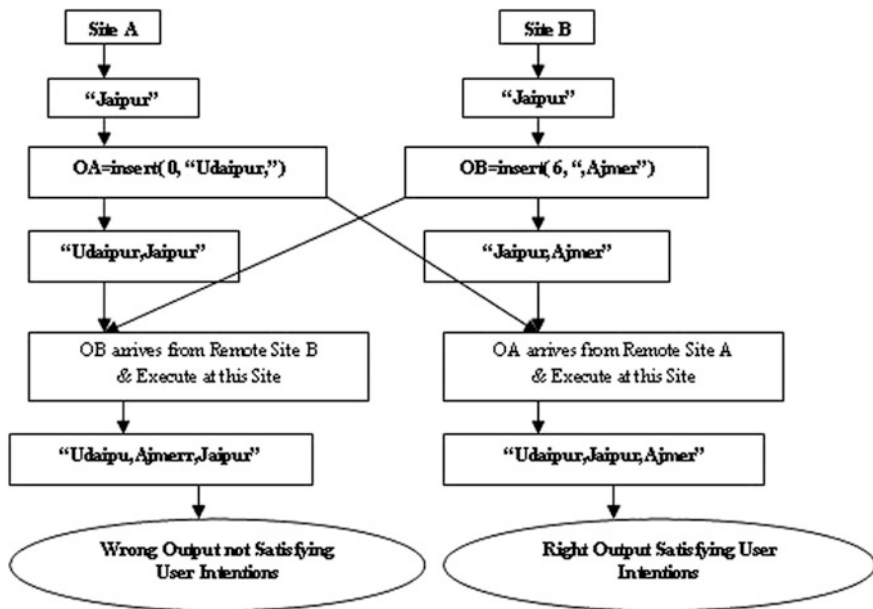 Site A
Site B
“Jaipur”
“Jaipur”
OA=insert( 0, “Udaipur,”)
OB=insert( 6, “,Ajmer”)
“Udaipur,Jaipur”
“Jaipur,Ajmer”
OB arrives from Remote Site B
& Execute at this Site
OA arrives from Remote Site A
& Execute at this Site
“Udaipu,Ajmerr,Jaipur”
“Udaipur,Jaipur,Ajmer”
Wrong Output not Satisfying
User Intentions
Right Output Satisfying User
Intentions